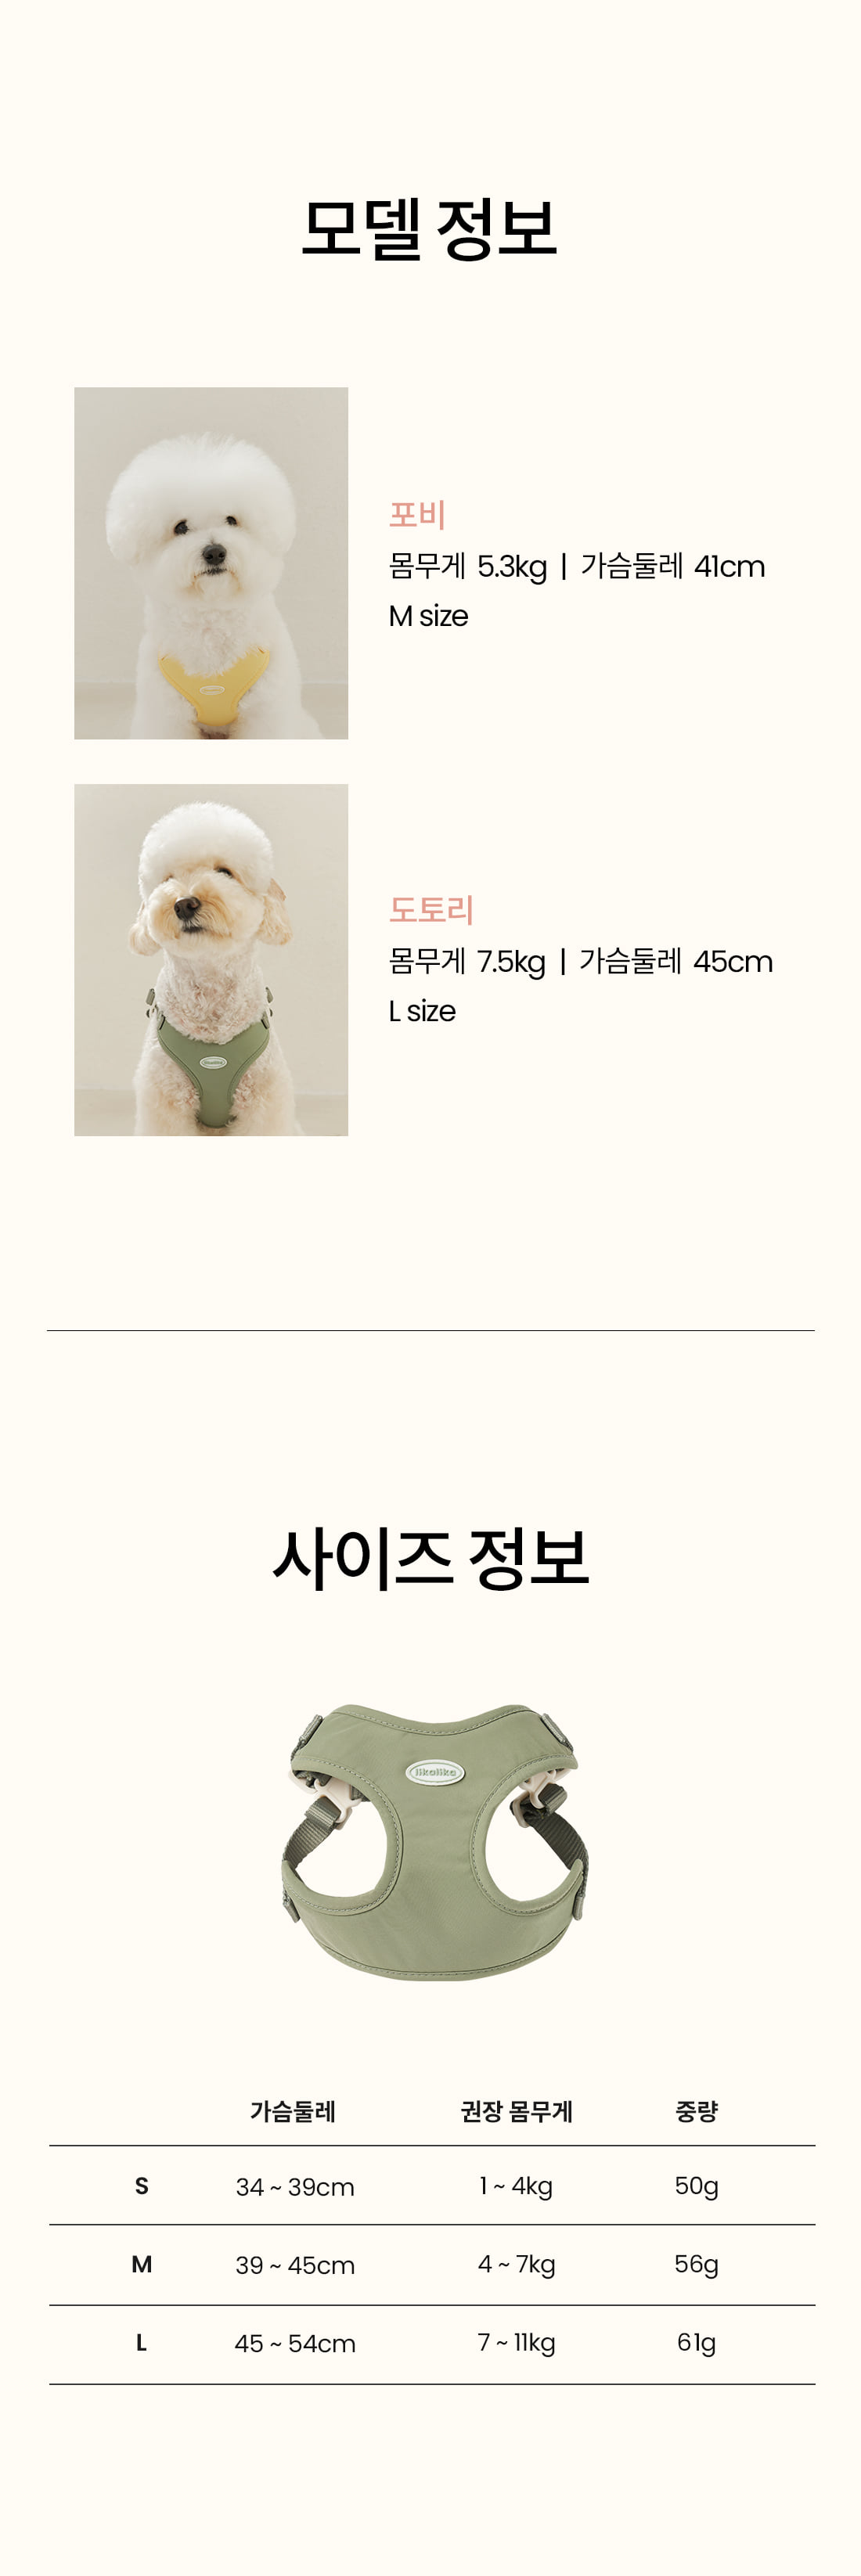 모델 정보
포비
몸무게 5.3kg | 가슴둘레 41cm
M size
도토리
몸무게 7.5kg | 가슴둘레 45cm
L size
사이즈 정보
likalika
가슴둘레 권장 몸무게 중량
S 34 ~ 39cm 1 ~ 4kg 50g
M 39 ~ 45cm 4 ~ 7kg 56g
L 45 ~ 54cm 7 ~ 11kg 61g